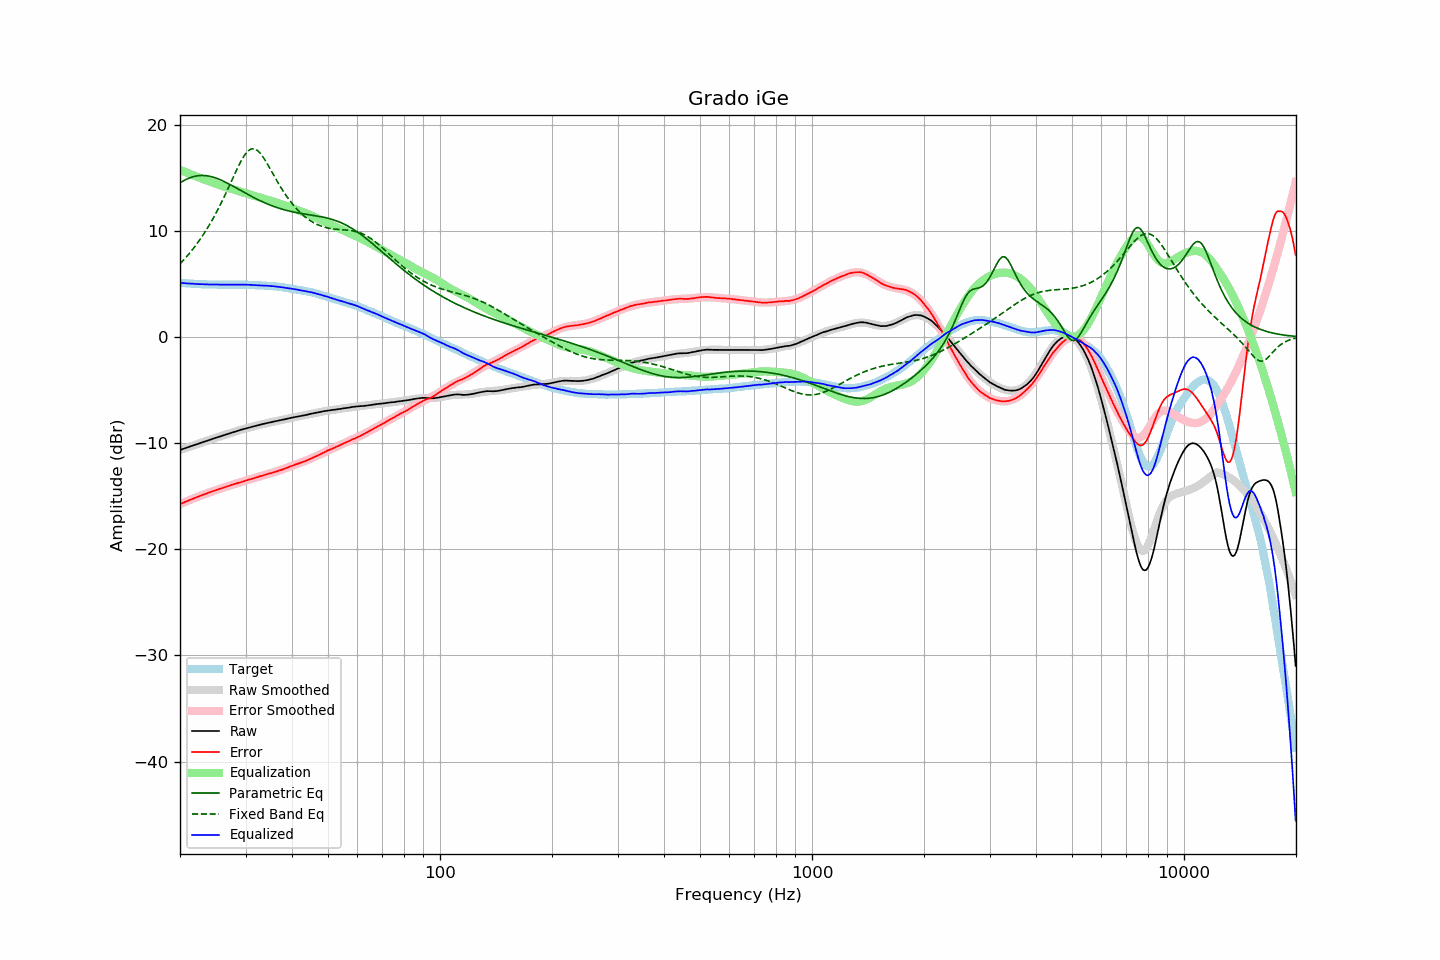 Grado iGe
20
10
0
−10
−20
−30
−40
Amplitude (dBr)
Target
Raw Smoothed
Error Smoothed
Raw
Error
Equalization
Parametric Eq
Fixed Band Eq
Equalized
100
1000
10000
Frequency (Hz)